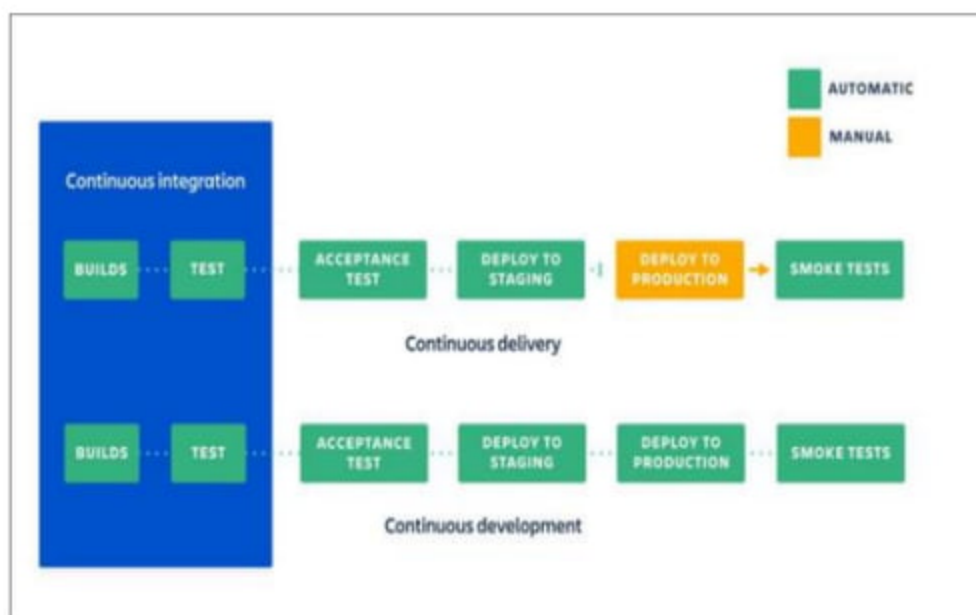 AUTOMATIC
MANUAL
Continuous integration
BUILDS
TEST
ACCEPTANCE
TEST
DEPLOY TO
STAGING
DEPLOY TO
PRODUCTION
SMOKE TESTS
Continuous delivery
BUILDS
TEST
ACCEPTANCE
TEST
DEPLOY TO
STAGING
DEPLOY TO
PRODUCTION
SMOKE TESTS
Continuous development